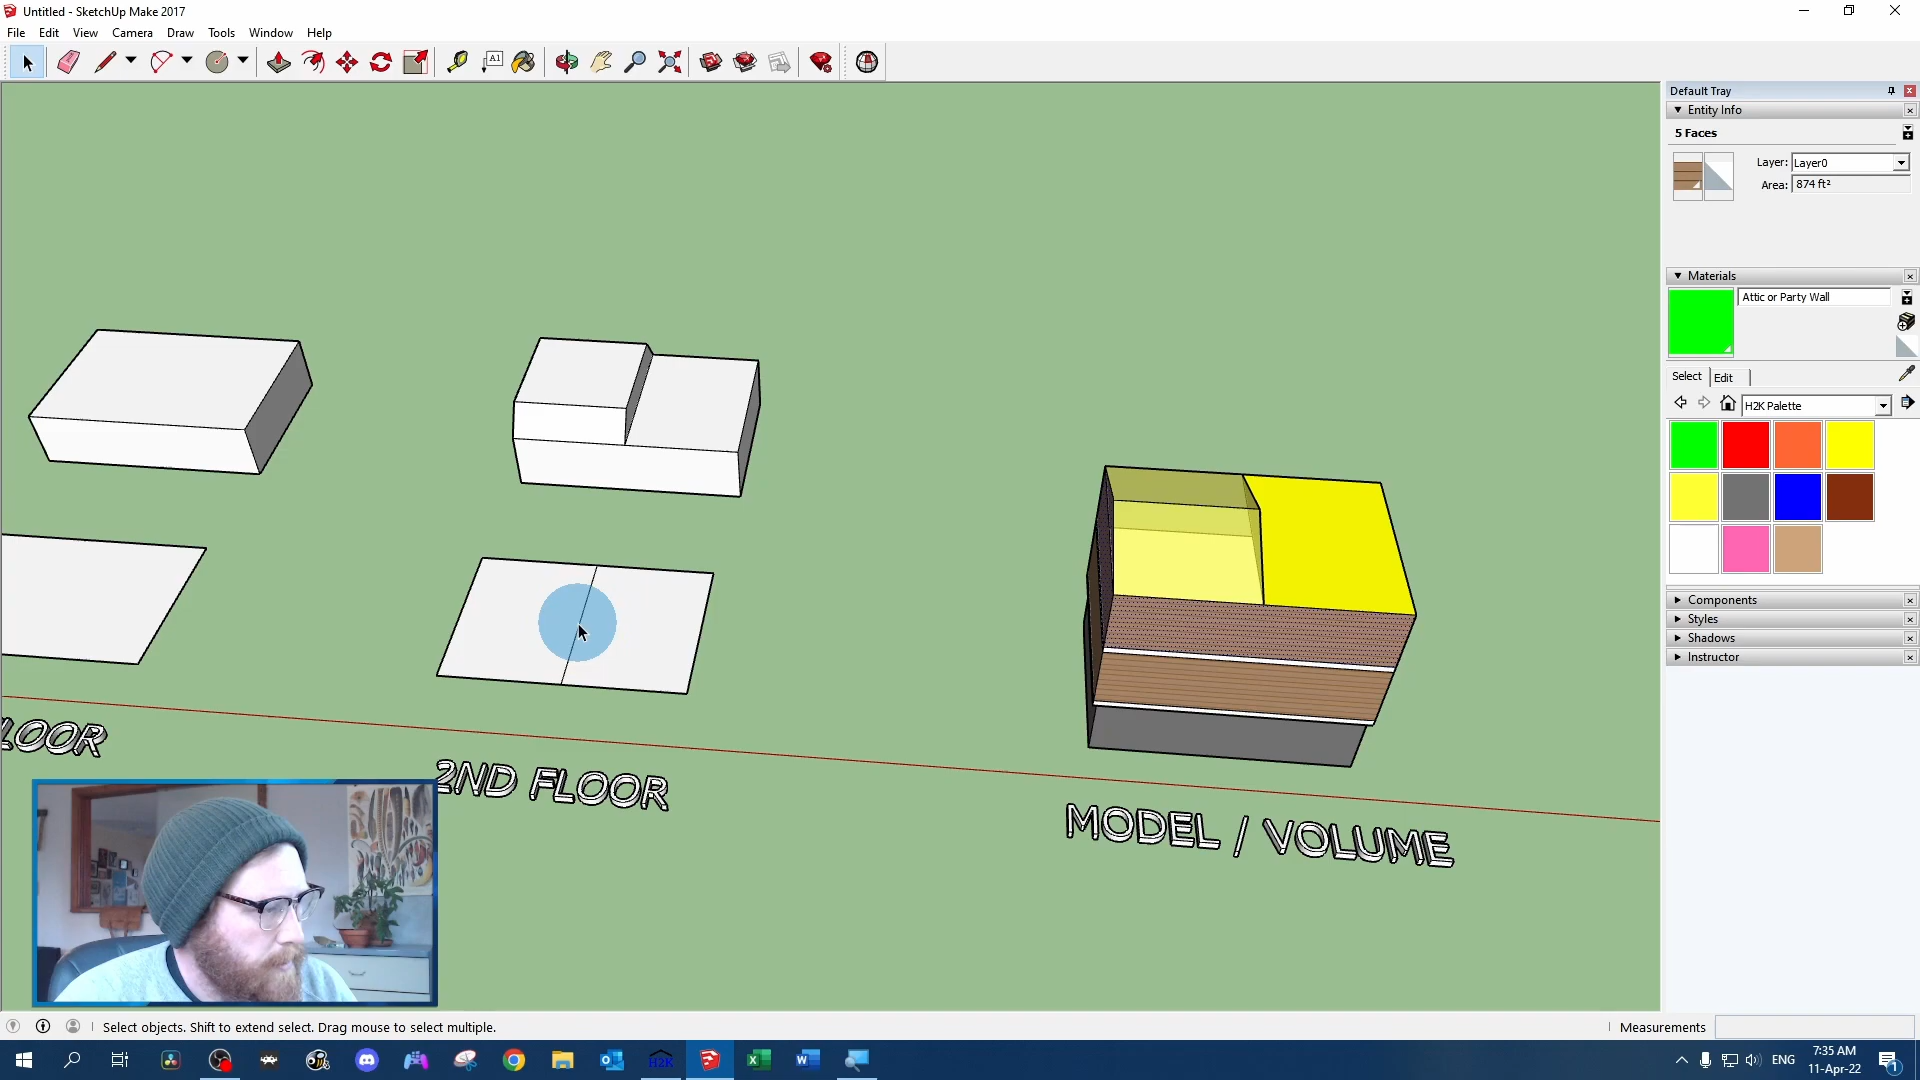 Untitled - SketchUp Make 2017
File Edit View Camera Draw Tools Window Help
A1
Default Tray
Entity Info
5 Faces
Layer: Layer0
Area: 874 ft²
Materials
Attic or Party Wall
Select Edit
H2K Palette
Components
Styles
Shadows
Instructor
LOOR
2ND FLOOR
MODEL / VOLUME
Select objects. Shift to extend select. Drag mouse to select multiple.
Measurements
H2K
ENG
7:35 AM
11-Apr-22
1